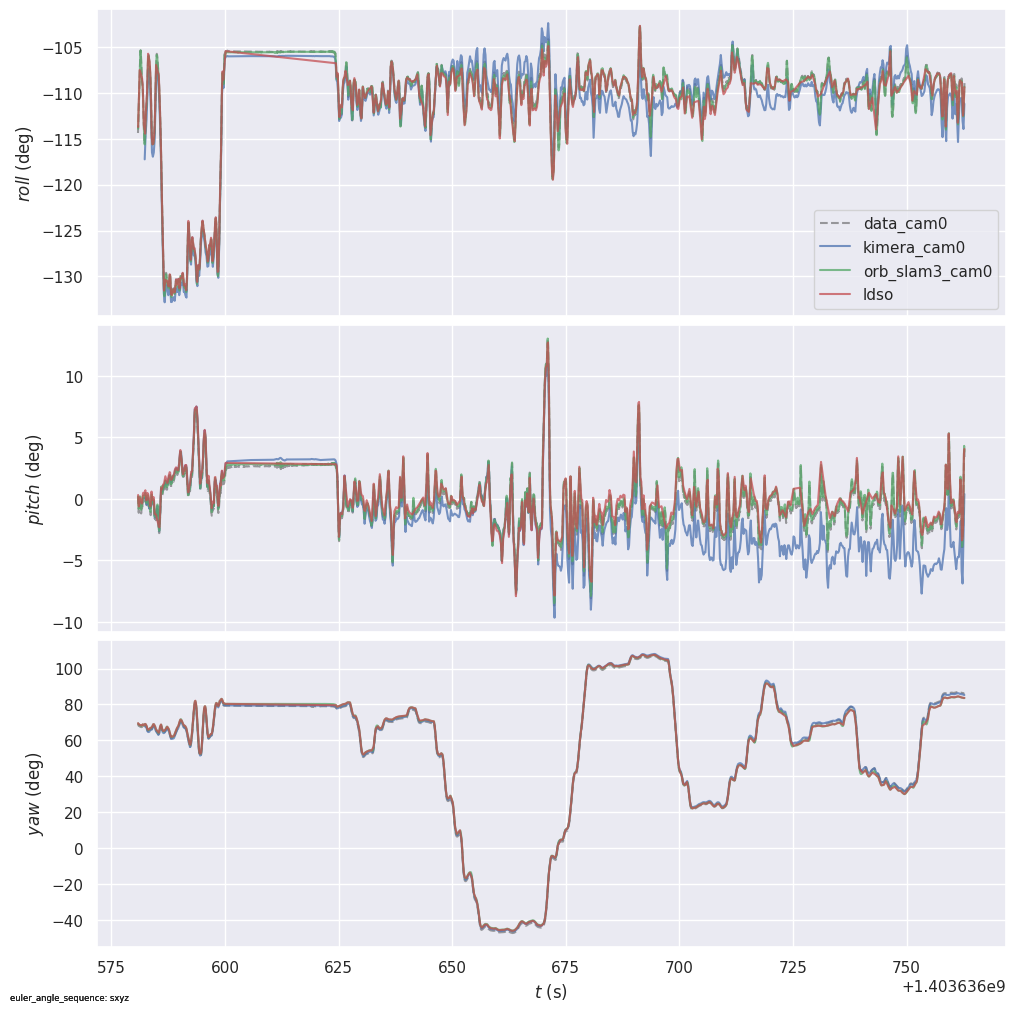 −105
−110
−115
−120
−125
−130
roll (deg)
data_cam0
kimera_cam0
orb_slam3_cam0
ldso
10
5
0
−5
−10
pitch (deg)
100
80
60
40
20
0
−20
−40
yaw (deg)
575 600 625 650 675 700 725 750
t (s)
+1.403636e9
euler_angle_sequence: sxyz